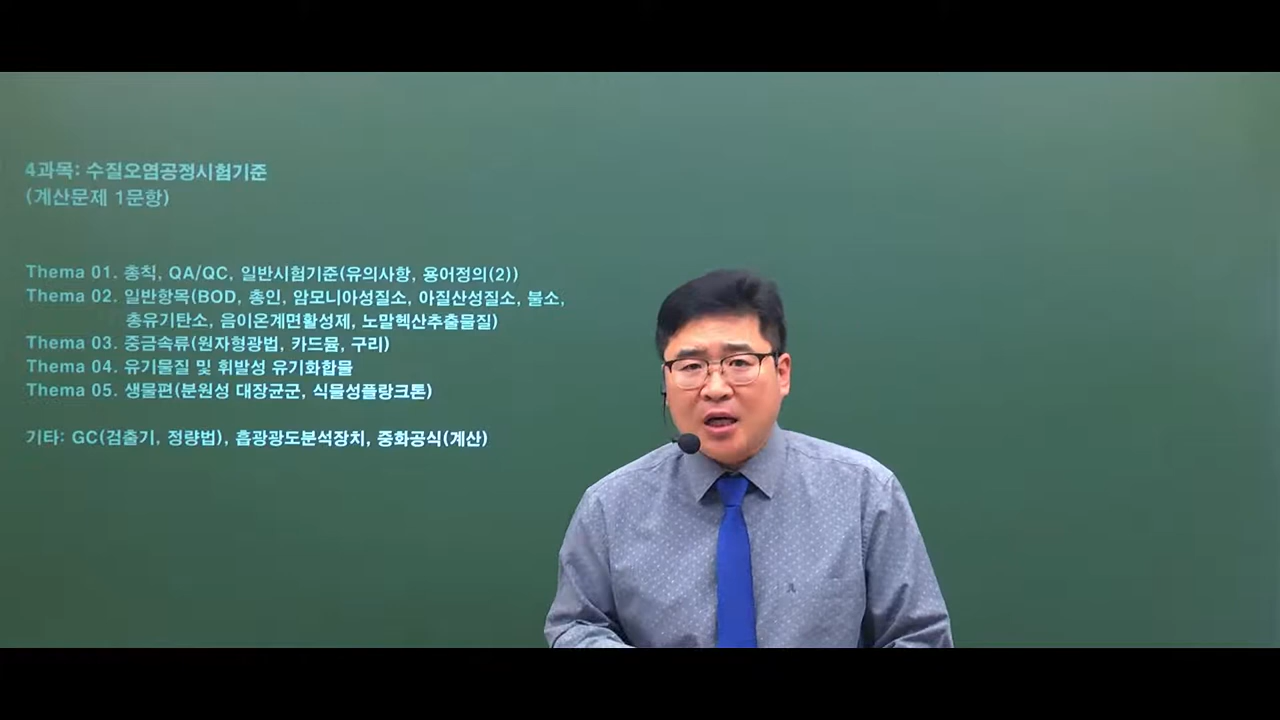 4과목: 수질오염공정시험기준
(계산문제 1문항)
Thema 01. 총칙, QA/QC, 일반시험기준(유의사항, 용어정의(2))
Thema 02. 일반항목(BOD, 총인, 암모니아성질소, 아질산성질소, 불소,
총유기탄소, 음이온계면활성제, 노말헥산추출물질)
Thema 03. 중금속류(원자형광법, 카드뮴, 구리)
Thema 04. 유기물질 및 휘발성 유기화합물
Thema 05. 생물편(분원성 대장균군, 식물성플랑크톤)
기타: GC(검출기, 정량법), 흡광광도분석장치, 중화공식(계산)